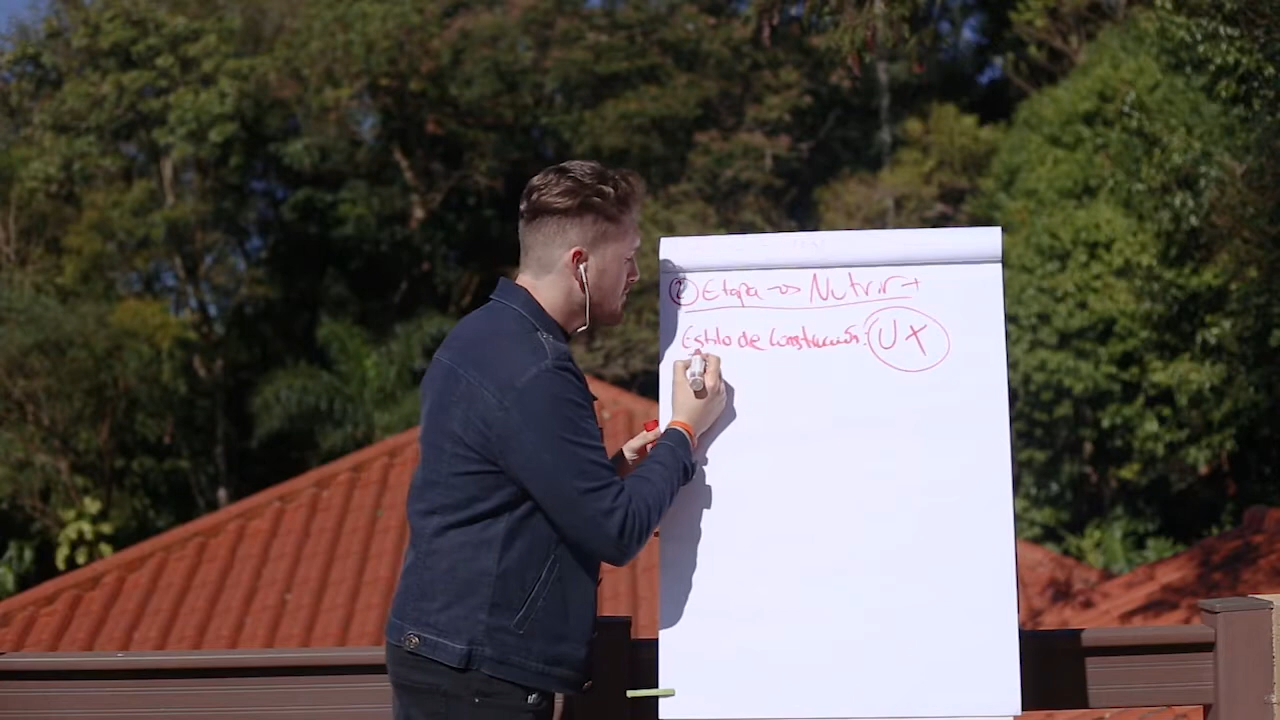 ② Etapa → Nutrir +
Estilo de Construcción: UX